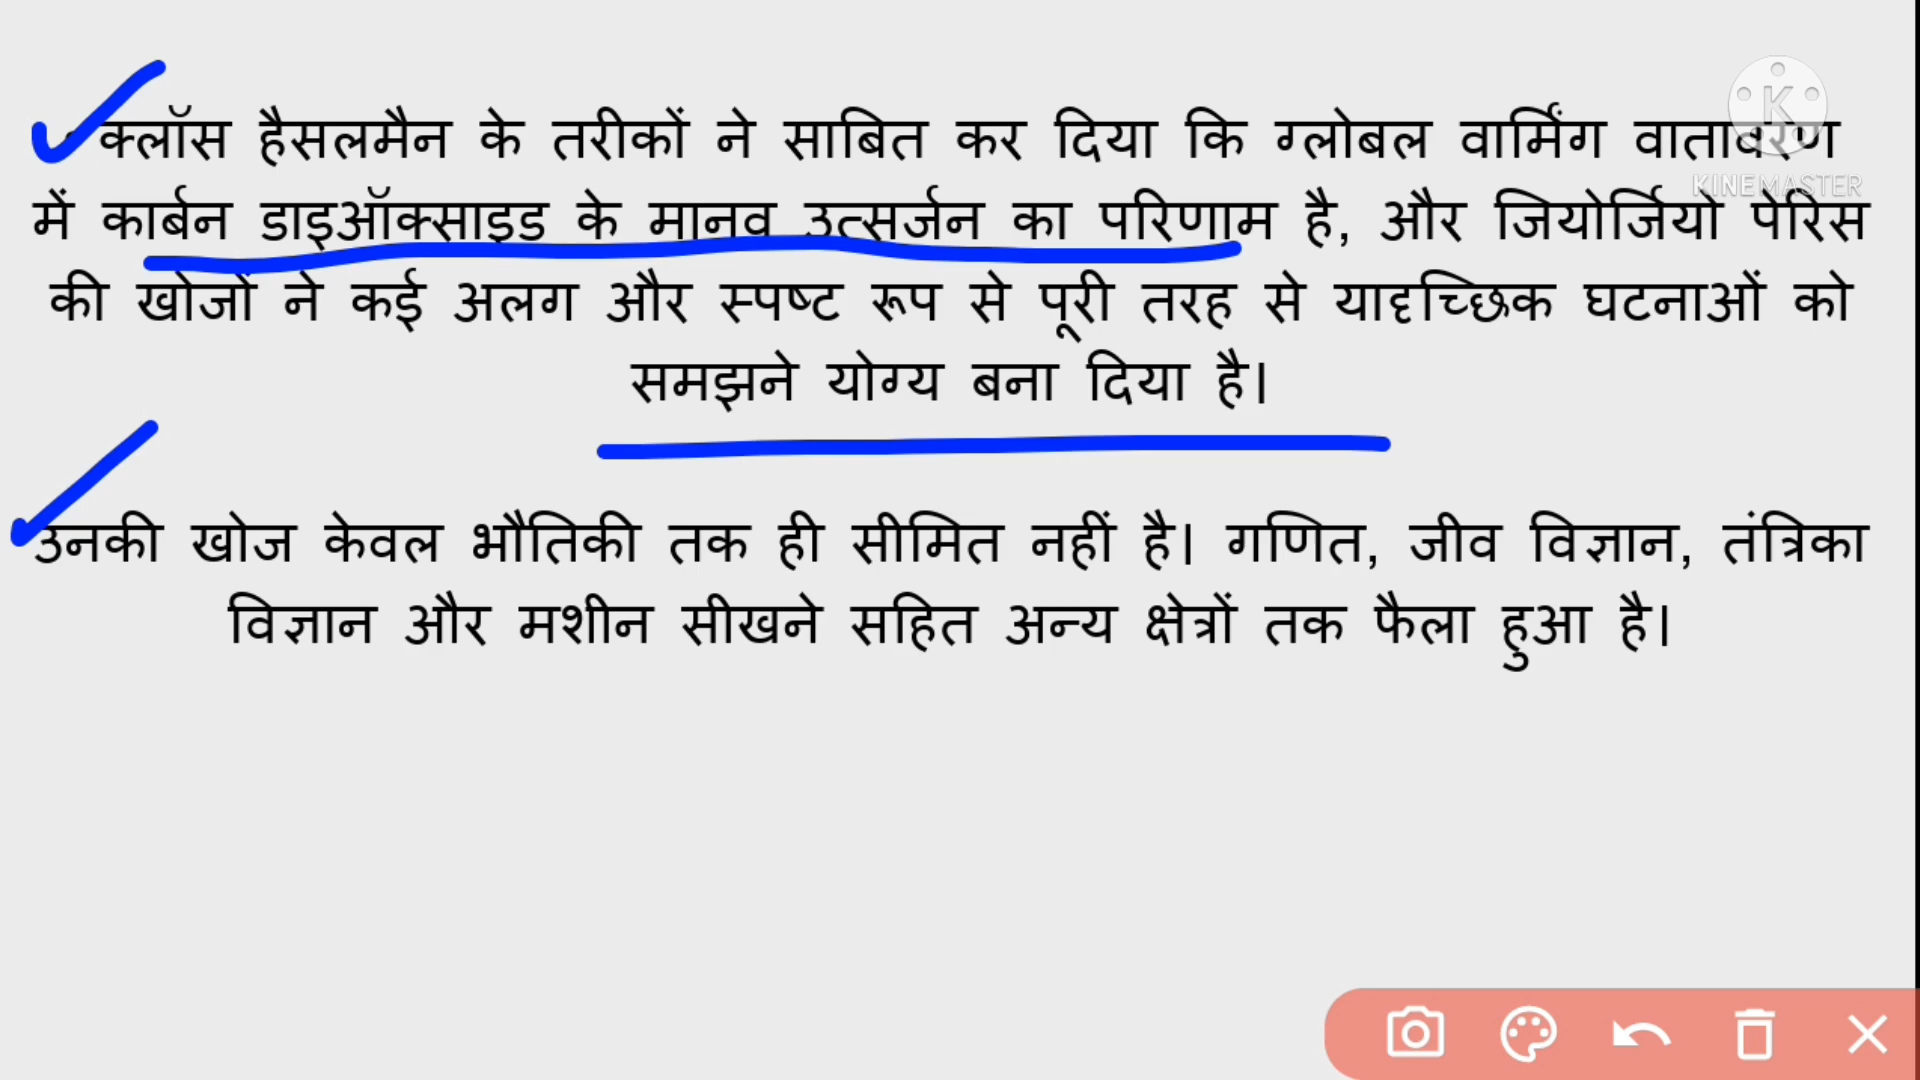 क्लॉस हैसलमैन के तरीकों ने साबित कर दिया कि ग्लोबल वार्मिंग वातावरण
में कार्बन डाइऑक्साइड के मानव उत्सर्जन का परिणाम है, और जियोर्जियो पेरिस
की खोजों ने कई अलग और स्पष्ट रूप से पूरी तरह से यादृच्छिक घटनाओं को
समझने योग्य बना दिया है।
उनकी खोज केवल भौतिकी तक ही सीमित नहीं है। गणित, जीव विज्ञान, तंत्रिका
विज्ञान और मशीन सीखने सहित अन्य क्षेत्रों तक फैला हुआ है।
K
KINEMASTER